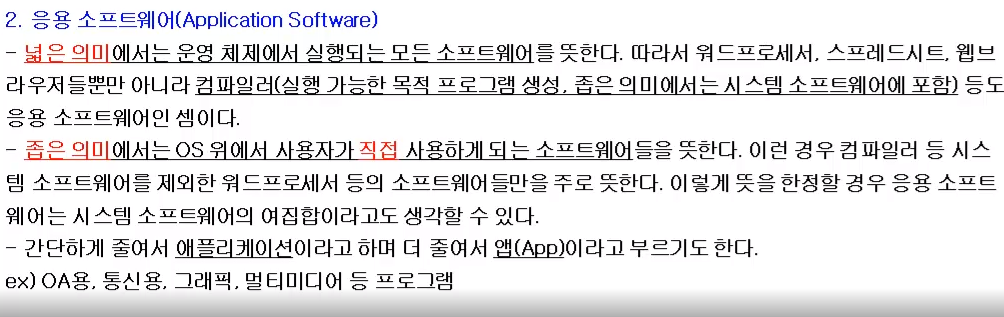 2. 응용 소프트웨어(Application Software)
- 넓은 의미에서는 운영 체제에서 실행되는 모든 소프트웨어를 뜻한다. 따라서 워드프로세서, 스프레드시트, 웹브
라우저들뿐만 아니라 컴파일러(실행 가능한 목적 프로그램 생성, 좁은 의미에서는 시스템 소프트웨어에 포함) 등도
응용 소프트웨어인 셈이다.
- 좁은 의미에서는 OS 위에서 사용자가 직접 사용하게 되는 소프트웨어들을 뜻한다. 이런 경우 컴파일러 등 시스
템 소프트웨어를 제외한 워드프로세서 등의 소프트웨어들만을 주로 뜻한다. 이렇게 뜻을 한정할 경우 응용 소프트
웨어는 시스템 소프트웨어의 여집합이라고도 생각할 수 있다.
- 간단하게 줄여서 애플리케이션이라고 하며 더 줄여서 앱(App)이라고 부르기도 한다.
ex) OA용, 통신용, 그래픽, 멀티미디어 등 프로그램